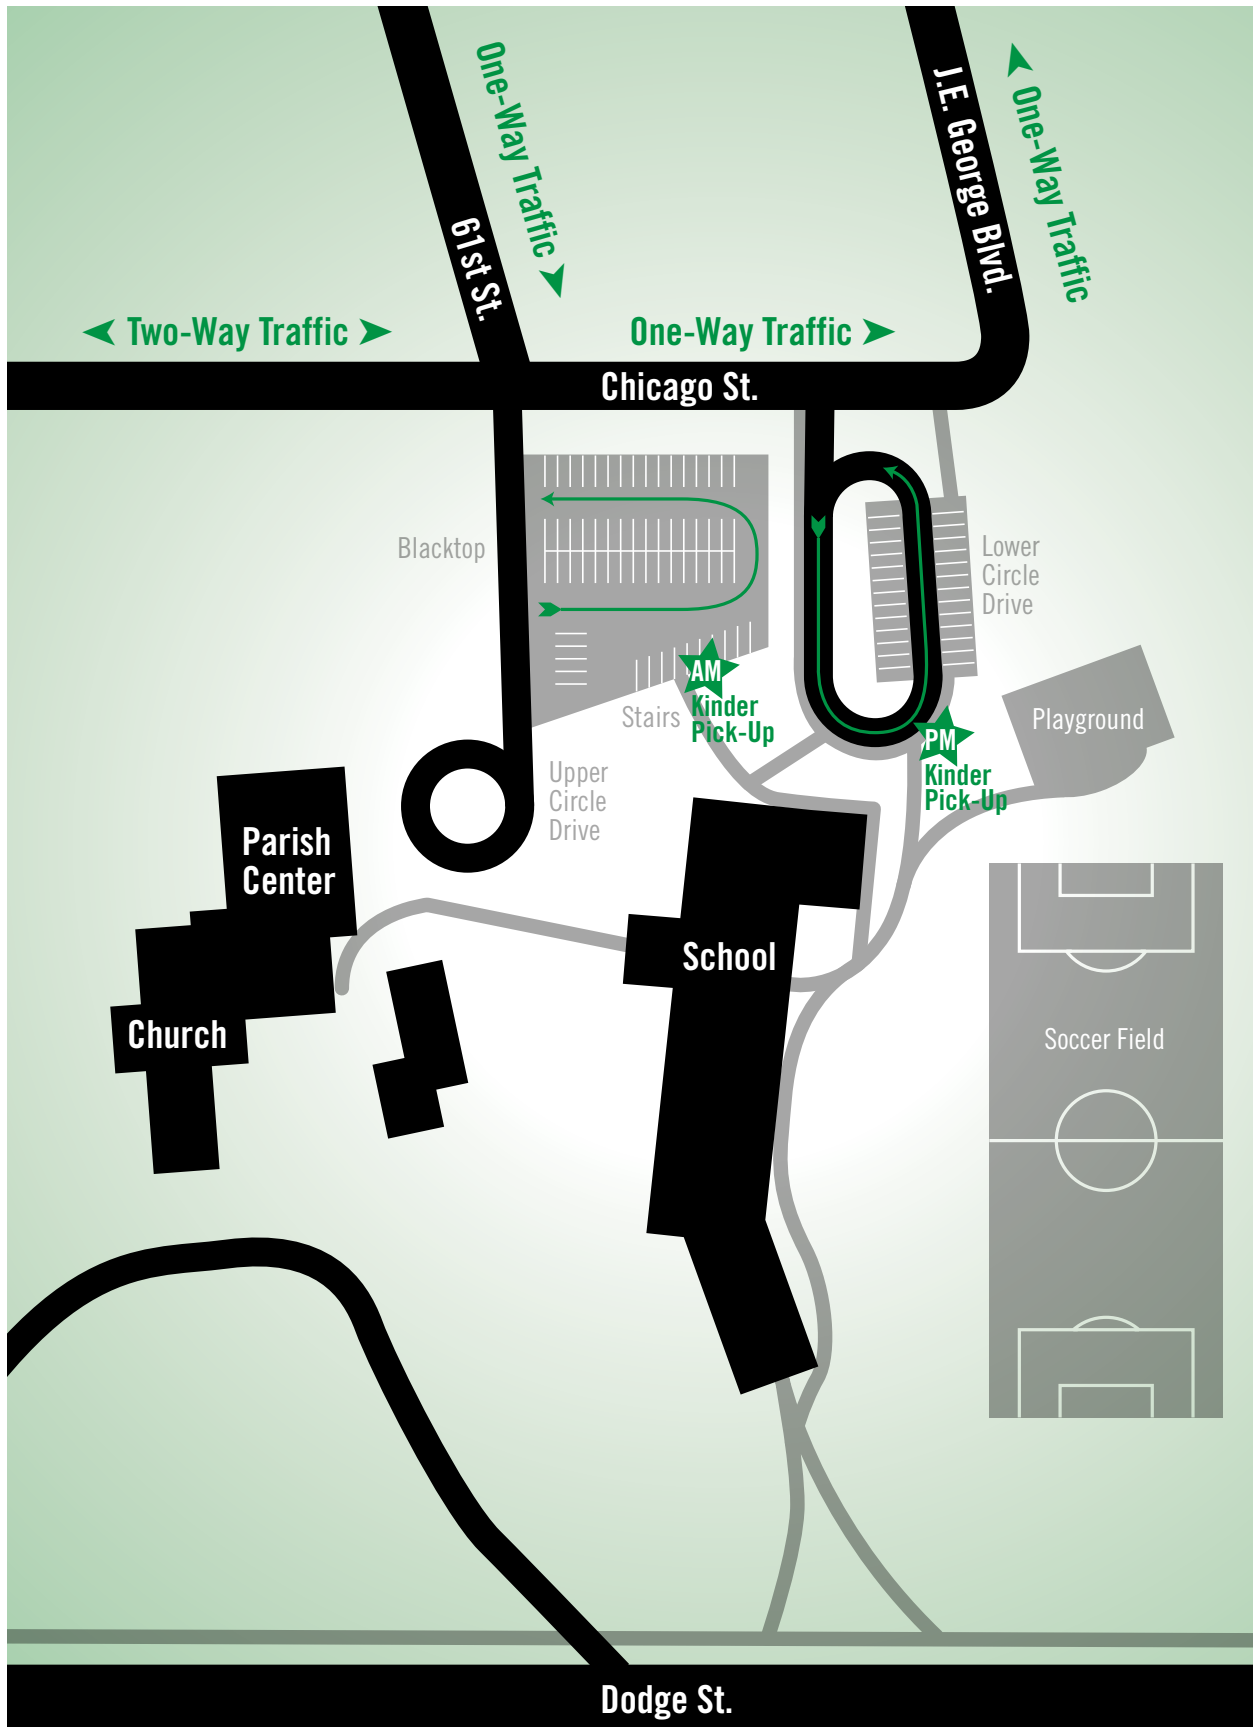 One-Way Traffic
61st St.
J.E. George Blvd.
One-Way Traffic
Two-Way Traffic
One-Way Traffic
Chicago St.
Blacktop
Lower
Circle
Drive
AM
Kinder
Pick-Up
Stairs
PM
Kinder
Pick-Up
Playground
Upper
Circle
Drive
Parish
Center
School
Church
Soccer Field
Dodge St.